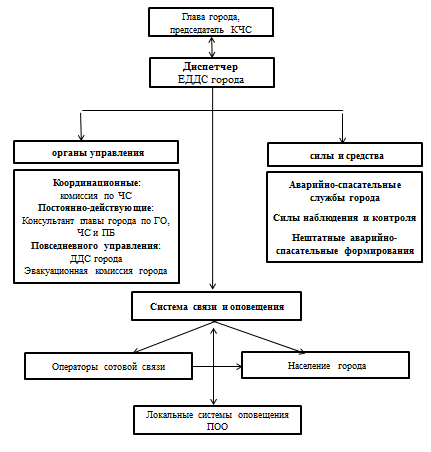 Глава города,
председатель КЧС
Диспетчер
ЕДДС города
органы управления
Координационные:
комиссия по ЧС
Постоянно-действующие:
Консультант главы города по ГО,
ЧС и ПБ
Повседневного управления:
ДДС города
Эвакуационная комиссия города
силы и средства
Аварийно-спасательные
службы города
Силы наблюдения и контроля
Нештатные аварийно-
спасательные формирования
Система связи и оповещения
Операторы сотовой связи
Население города
Локальные системы оповещения
ПОО